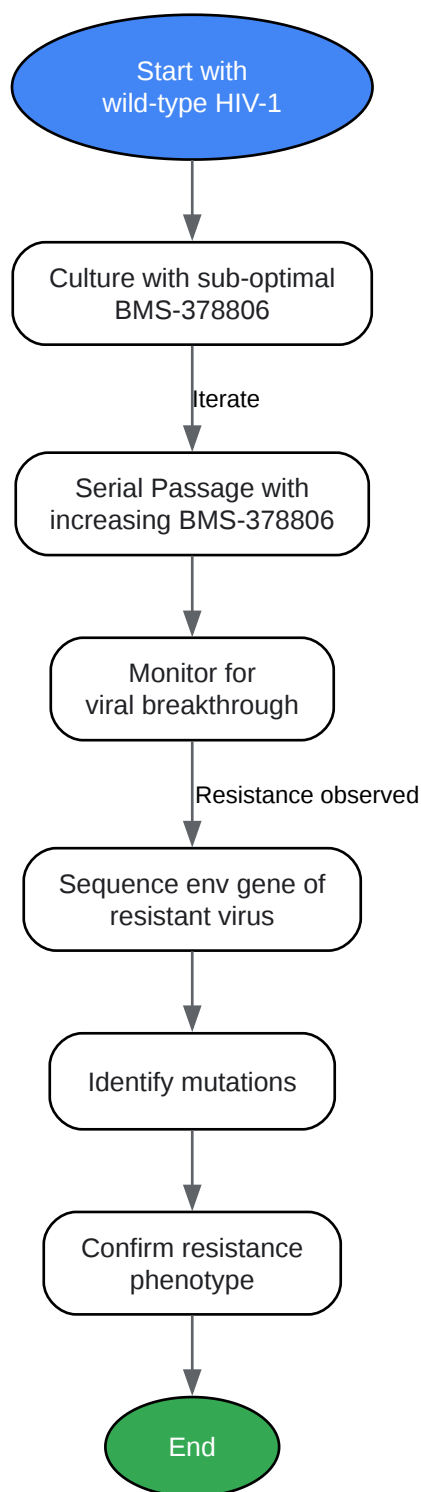 Start with
wild-type HIV-1
Culture with sub-optimal
BMS-378806
Iterate
Serial Passage with
increasing BMS-378806
Monitor for
viral breakthrough
Resistance observed
Sequence env gene of
resistant virus
Identify mutations
Confirm resistance
phenotype
End